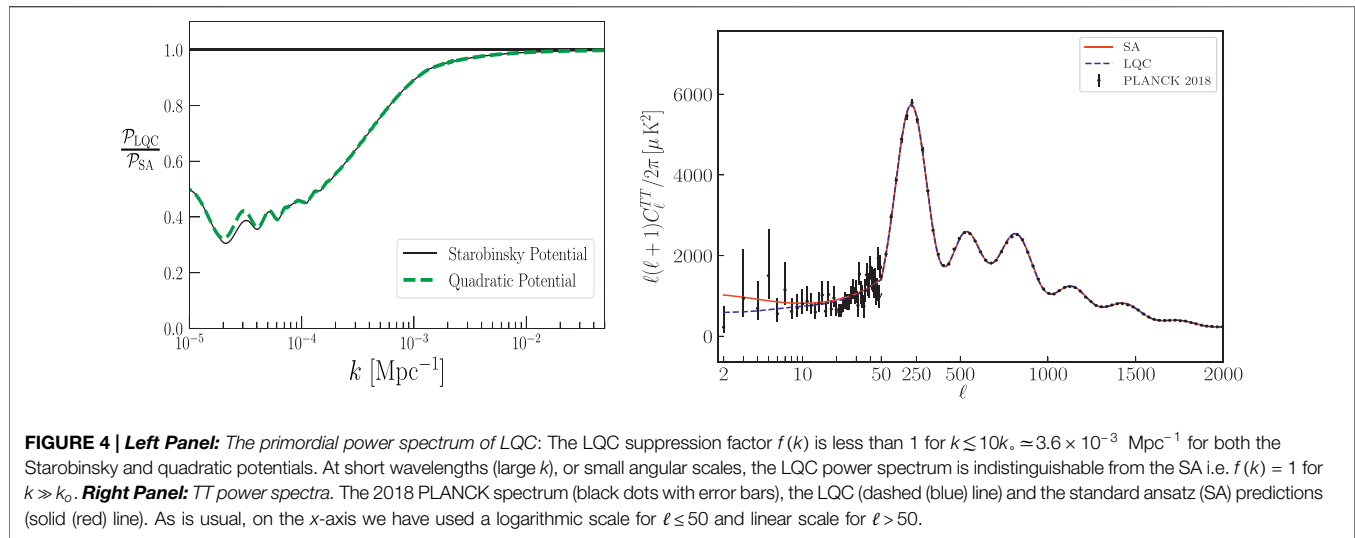 1.0
0.8
0.6
0.4
0.2
0.0
P_LQC
P_SA
Starobinsky Potential
Quadratic Potential
10⁻⁵
10⁻⁴
10⁻³
10⁻²
k [Mpc⁻¹]
6000
4000
2000
0
ℓ(ℓ+1)C_ℓ^TT/2π [μK²]
SA
LQC
PLANCK 2018
2
10
50
250
500
1000
1500
2000
ℓ
FIGURE 4 | Left Panel: The primordial power spectrum of LQC: The LQC suppression factor f (k) is less than 1 for k ≲ 10k∘ ≃ 3.6 × 10⁻³ Mpc⁻¹ for both the
Starobinsky and quadratic potentials. At short wavelengths (large k), or small angular scales, the LQC power spectrum is indistinguishable from the SA i.e. f (k) = 1 for
k ≫ kₒ. Right Panel: TT power spectra. The 2018 PLANCK spectrum (black dots with error bars), the LQC (dashed (blue) line) and the standard ansatz (SA) predictions
(solid (red) line). As is usual, on the x-axis we have used a logarithmic scale for ℓ ≤ 50 and linear scale for ℓ > 50.